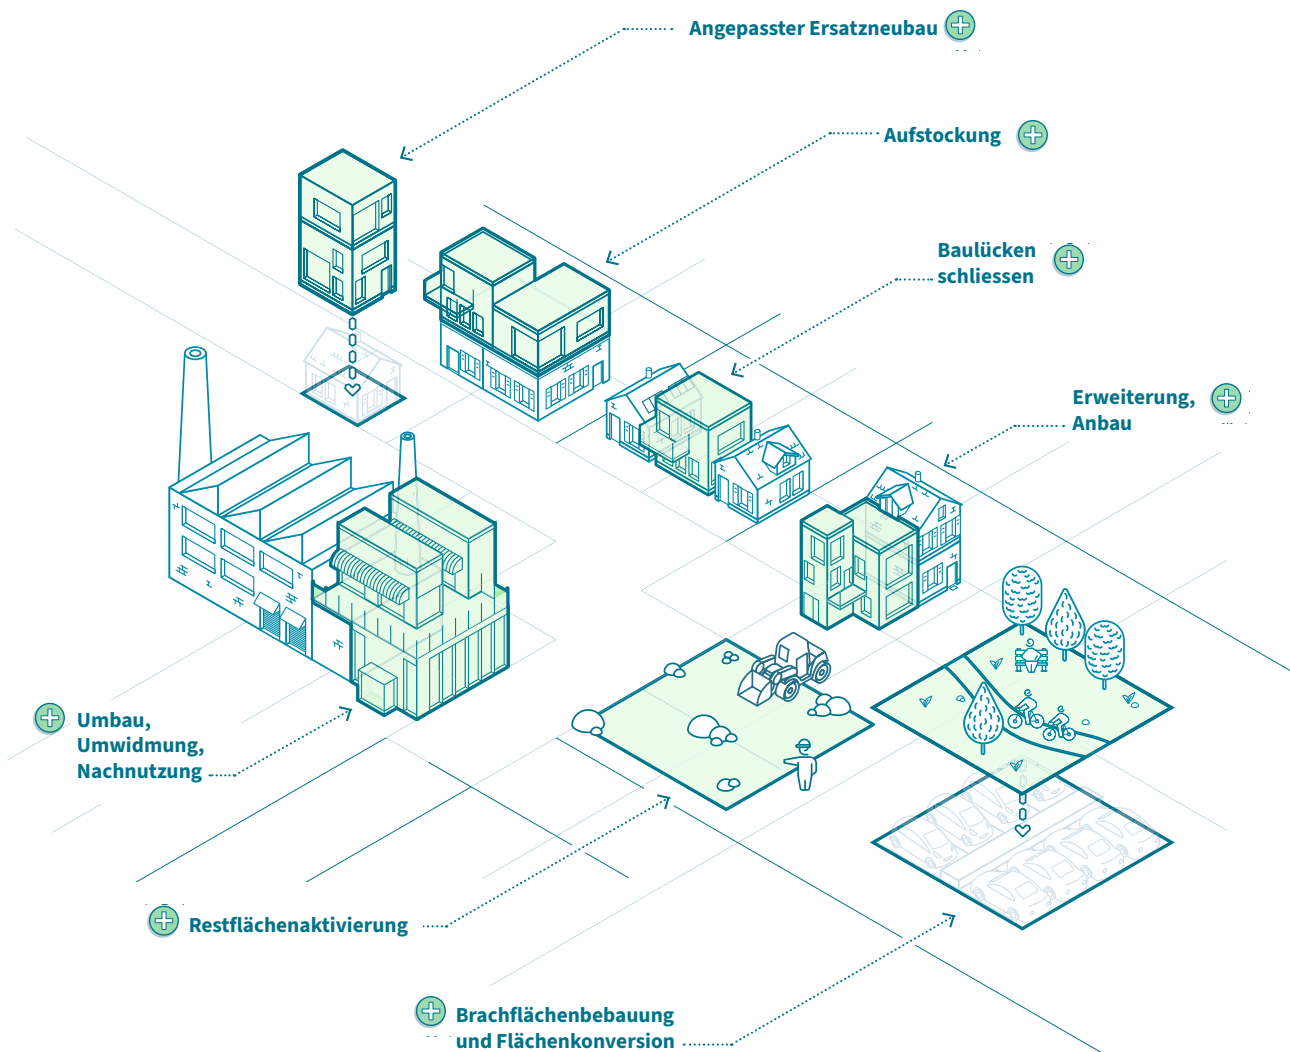 Angepasster Ersatzneubau
Aufstockung
Baulücken
schliessen
Erweiterung,
Anbau
Umbau,
Umwidmung,
Nachnutzung
Restflächenaktivierung
Brachflächenbebauung
und Flächenkonversion